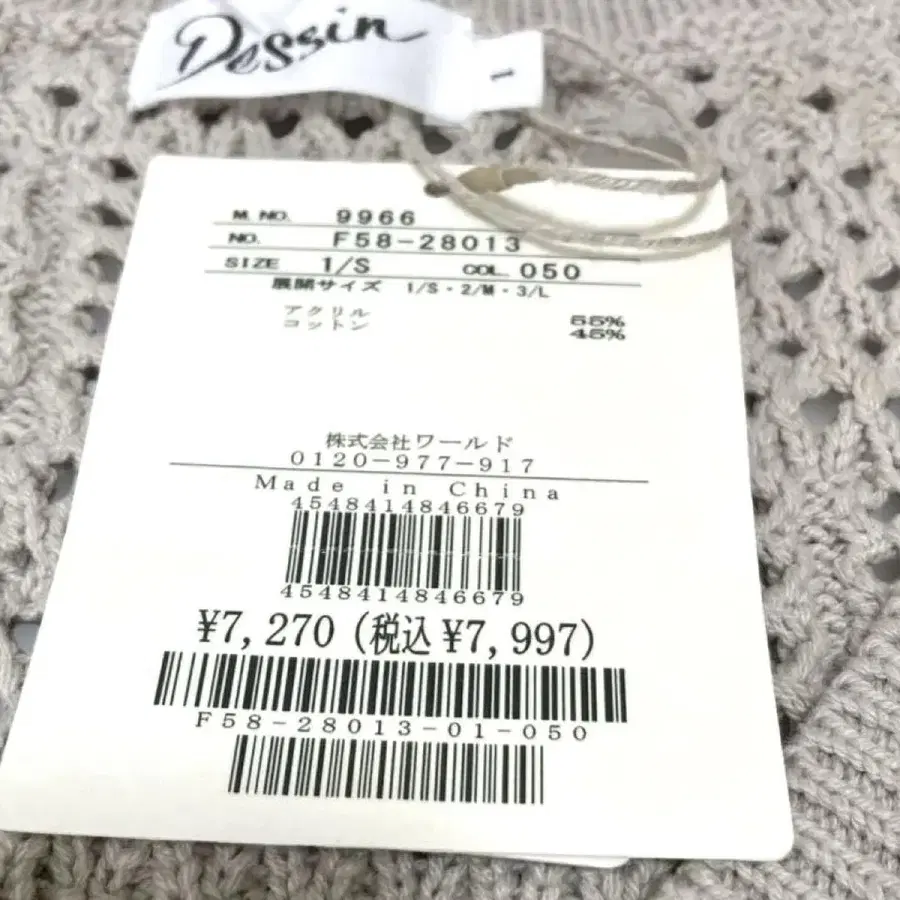 Dessin
1
M. NO. 9966
NO. F58-28013
SIZE 1/S COL. 050
展開サイズ 1/S・2/M・3/L
アクリル 55%
コットン 45%
株式会社ワールド
0120-977-917
Made in China
4548414846679
4548414846679
¥7,270 (税込 ¥7,997)
F58-28013-01-050